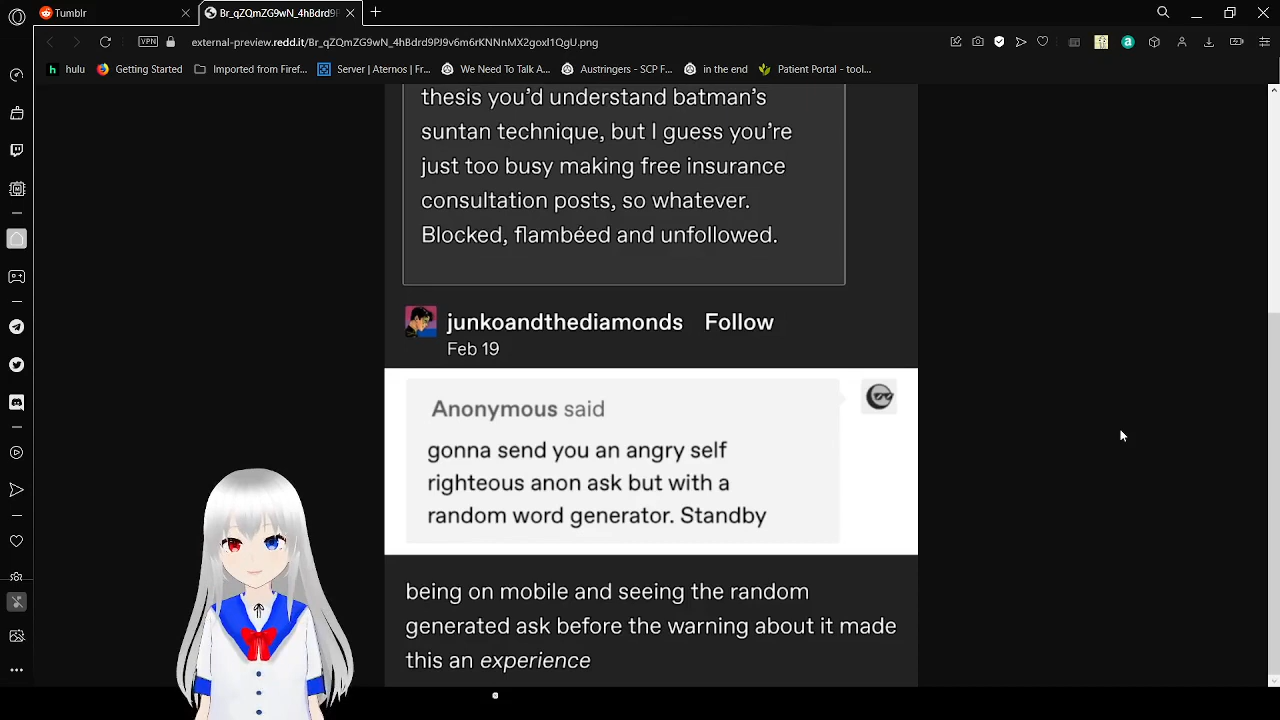 Tumblr
Br_qZQmZG9wN_4hBdrd9P
VPN
external-preview.redd.it/Br_qZQmZG9wN_4hBdrd9PJ9v6m6rKNNnMX2goxI1QgU.png
hulu
Getting Started
Imported from Firef...
Server | Aternos | Fr...
We Need To Talk A...
Austringers - SCP F...
in the end
Patient Portal - tool...
thesis you'd understand batman's
suntan technique, but I guess you're
just too busy making free insurance
consultation posts, so whatever.
Blocked, flambéed and unfollowed.
junkoandthediamonds Follow
Feb 19
Anonymous said
gonna send you an angry self
righteous anon ask but with a
random word generator. Standby
being on mobile and seeing the random
generated ask before the warning about it made
this an experience